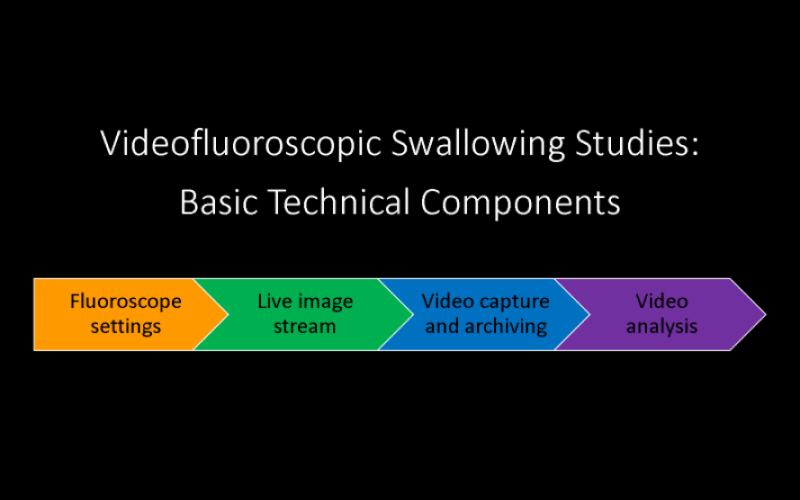 Videofluoroscopic Swallowing Studies:
Basic Technical Components
Fluoroscope
settings
Live image
stream
Video capture
and archiving
Video
analysis